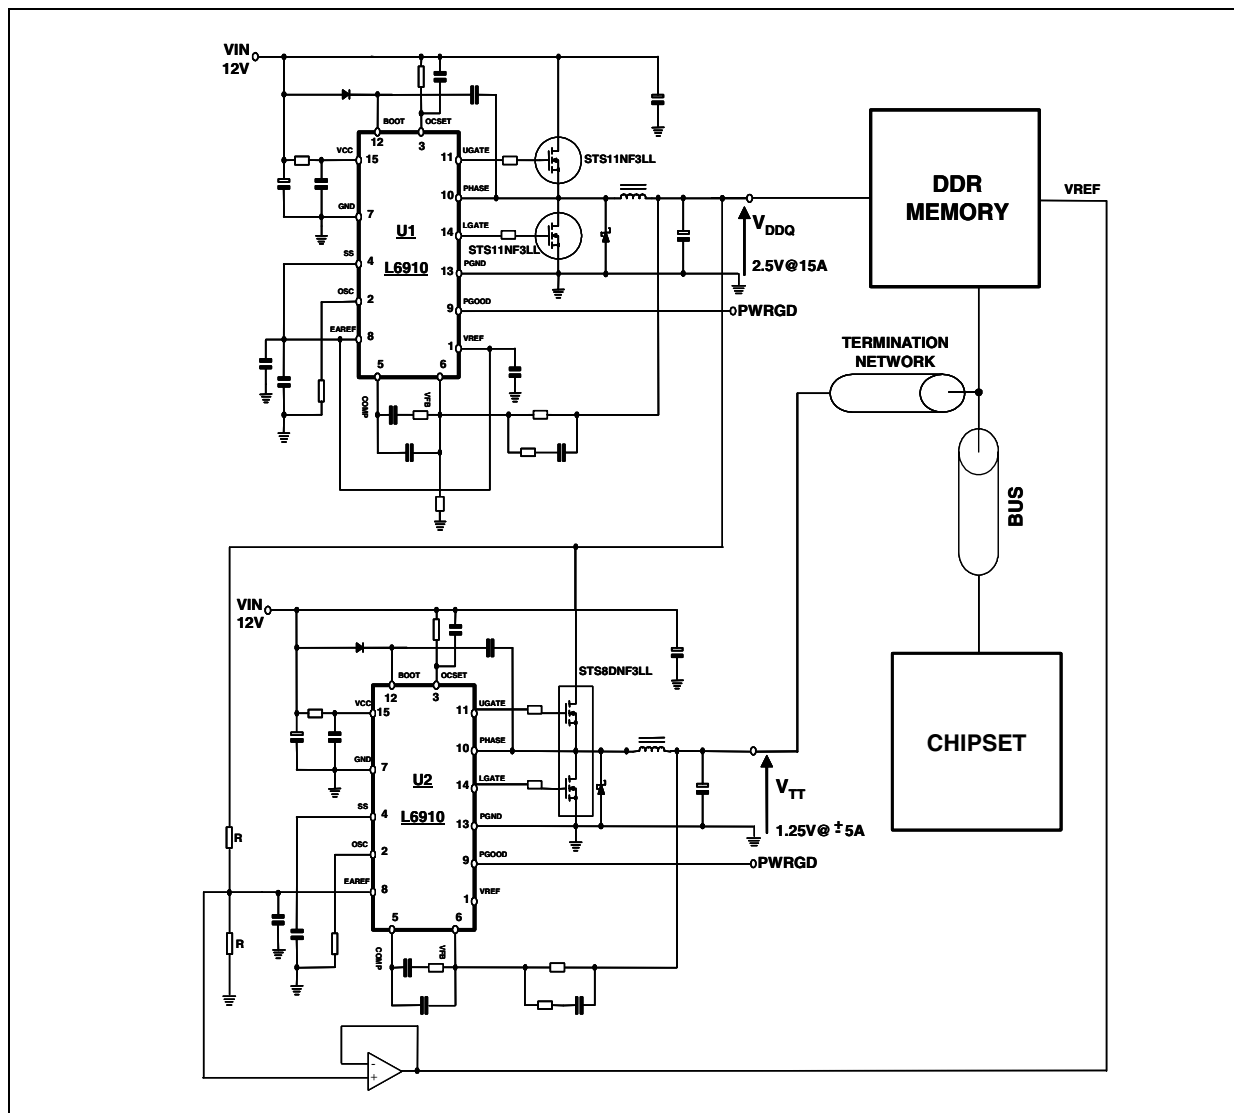 VIN
12V
BOOT
OCSET
12
3
VCC
15
11
UGATE
STS11NF3LL
10
PHASE
GND
7
U1
14
LGATE
STS11NF3LL
SS
4
L6910
13
PGND
OSC
2
9
PGOOD
PWRGD
EAREF
8
1
VREF
5
6
COMP
VFB
VDDQ
2.5V@15A
DDR
MEMORY
VREF
TERMINATION
NETWORK
BUS
CHIPSET
VIN
12V
BOOT
OCSET
12
3
STS8DNF3LL
VCC
15
11
UGATE
10
PHASE
GND
7
U2
14
LGATE
SS
4
L6910
13
PGND
OSC
2
9
PGOOD
PWRGD
EAREF
8
1
VREF
5
6
COMP
VFB
VTT
1.25V@ ± 5A
R
R
-
+